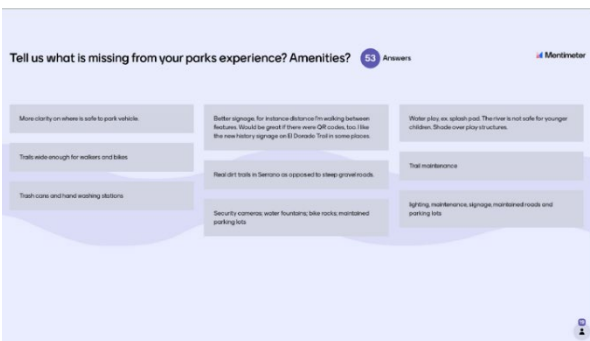 Tell us what is missing from your parks experience? Amenities?
53 Answers
Mentimeter
More clarity on where is safe to park vehicle.
Trails wide enough for walkers and bikes
Trash cans and hand washing stations
Better signage, for instance distance I'm walking between
features. Would be great if there were QR codes, too. I like
the new history signage on El Dorado Trail in some places.
Real dirt trails in Serrano as opposed to steep gravel roads.
Security cameras; water fountains; bike racks; maintained
parking lots
Water play, ex: splash pad. The river is not safe for younger
children. Shade over play structures.
Trail maintenance
lighting, maintenance, signage; maintained roads and
parking lots